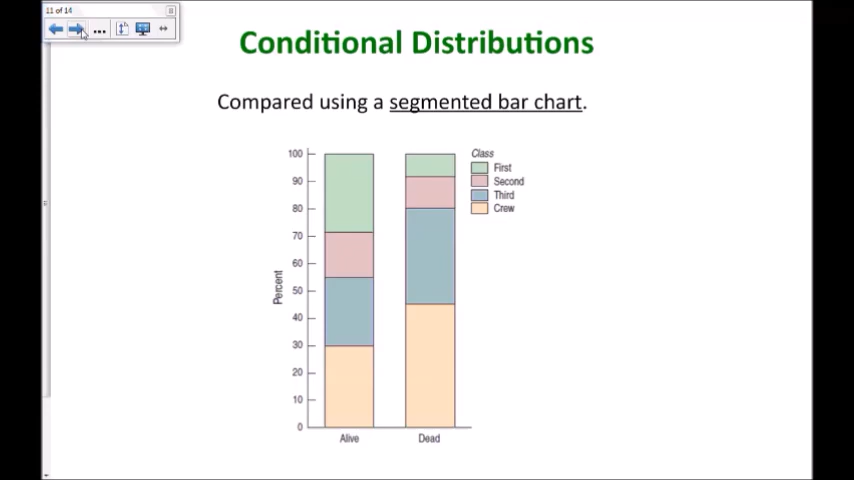 11 of 14
...
Conditional Distributions
Compared using a segmented bar chart.
100
90
80
70
60
50
40
30
20
10
0
Percent
Alive
Dead
Class
First
Second
Third
Crew